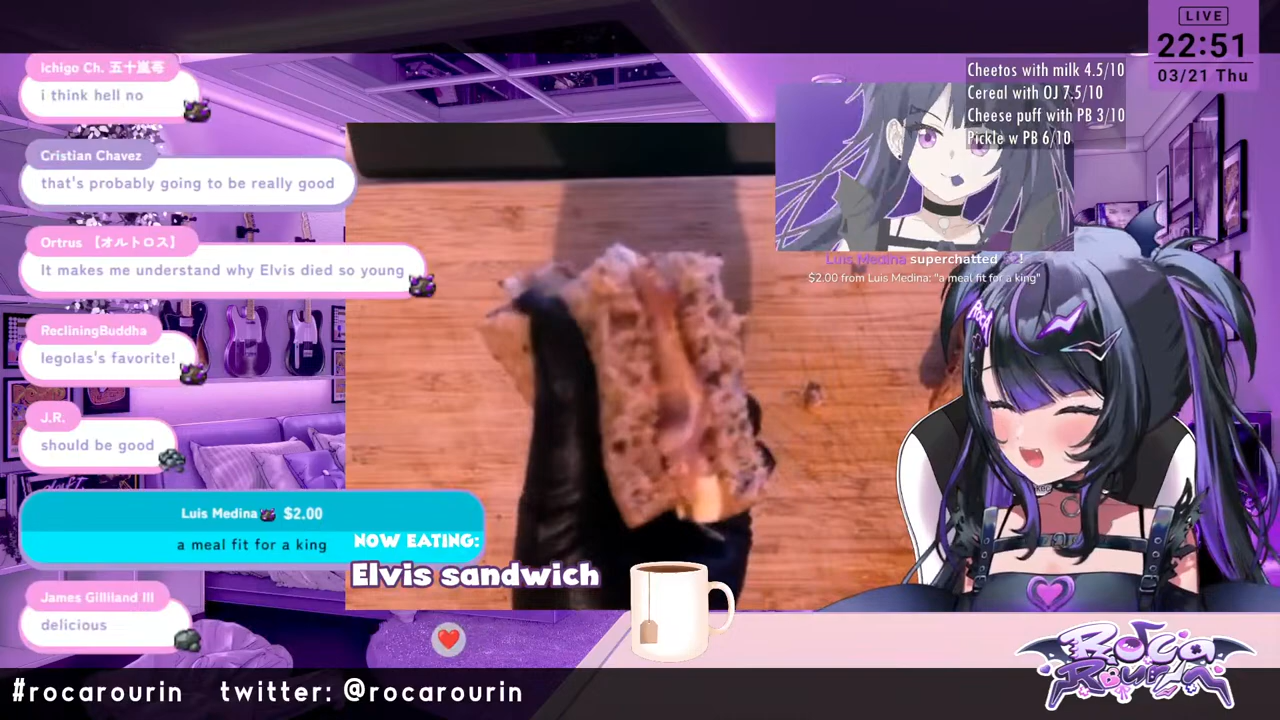 Ichigo Ch. 五十嵐苺
i think hell no
Cristian Chavez
that's probably going to be really good
Ortrus 【オルトロス】
It makes me understand why Elvis died so young
RecliningBuddha
legolas's favorite!
J.R.
should be good
Luis Medina $2.00
a meal fit for a king
James Gilliland III
delicious
NOW EATING:
Elvis sandwich
LIVE
22:51
03/21 Thu
Cheetos with milk 4.5/10
Cereal with OJ 7.5/10
Cheese puff with PB 3/10
Pickle w PB 6/10
Luis Medina superchatted !
$2.00 from Luis Medina: "a meal fit for a king"
Roca
Rourin
#rocarourin twitter: @rocarourin